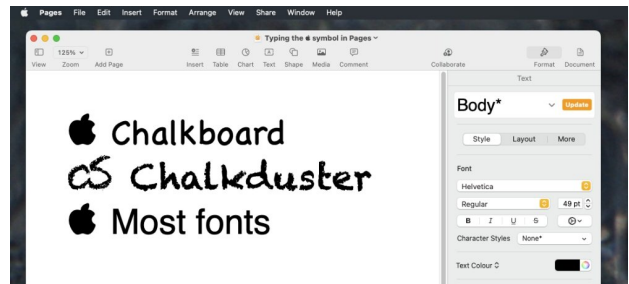 Pages File Edit Insert Format Arrange View Share Window Help
Typing the  symbol in Pages
125%
View Zoom Add Page Insert Table Chart Text Shape Media Comment Collaborate Format Document
Text
Body* Update
Style Layout More
Font
Helvetica
Regular 49 pt
B I U S
Character Styles None*
Text Colour
 Chalkboard
 Chalkduster
 Most fonts